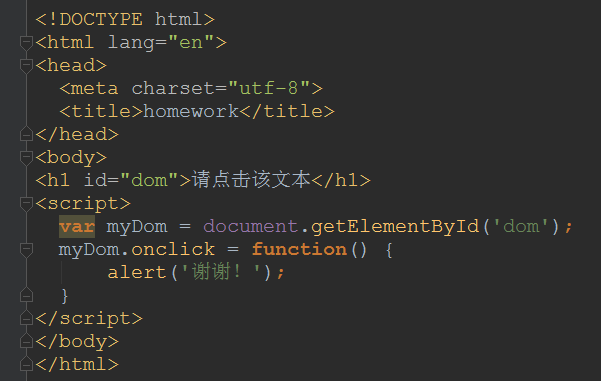 <!DOCTYPE html>
<html lang="en">
<head>
  <meta charset="utf-8">
  <title>homework</title>
</head>
<body>
<h1 id="dom">请点击该文本</h1>
<script>
  var myDom = document.getElementById('dom');
  myDom.onclick = function() {
      alert('谢谢！');
  }
</script>
</body>
</html>